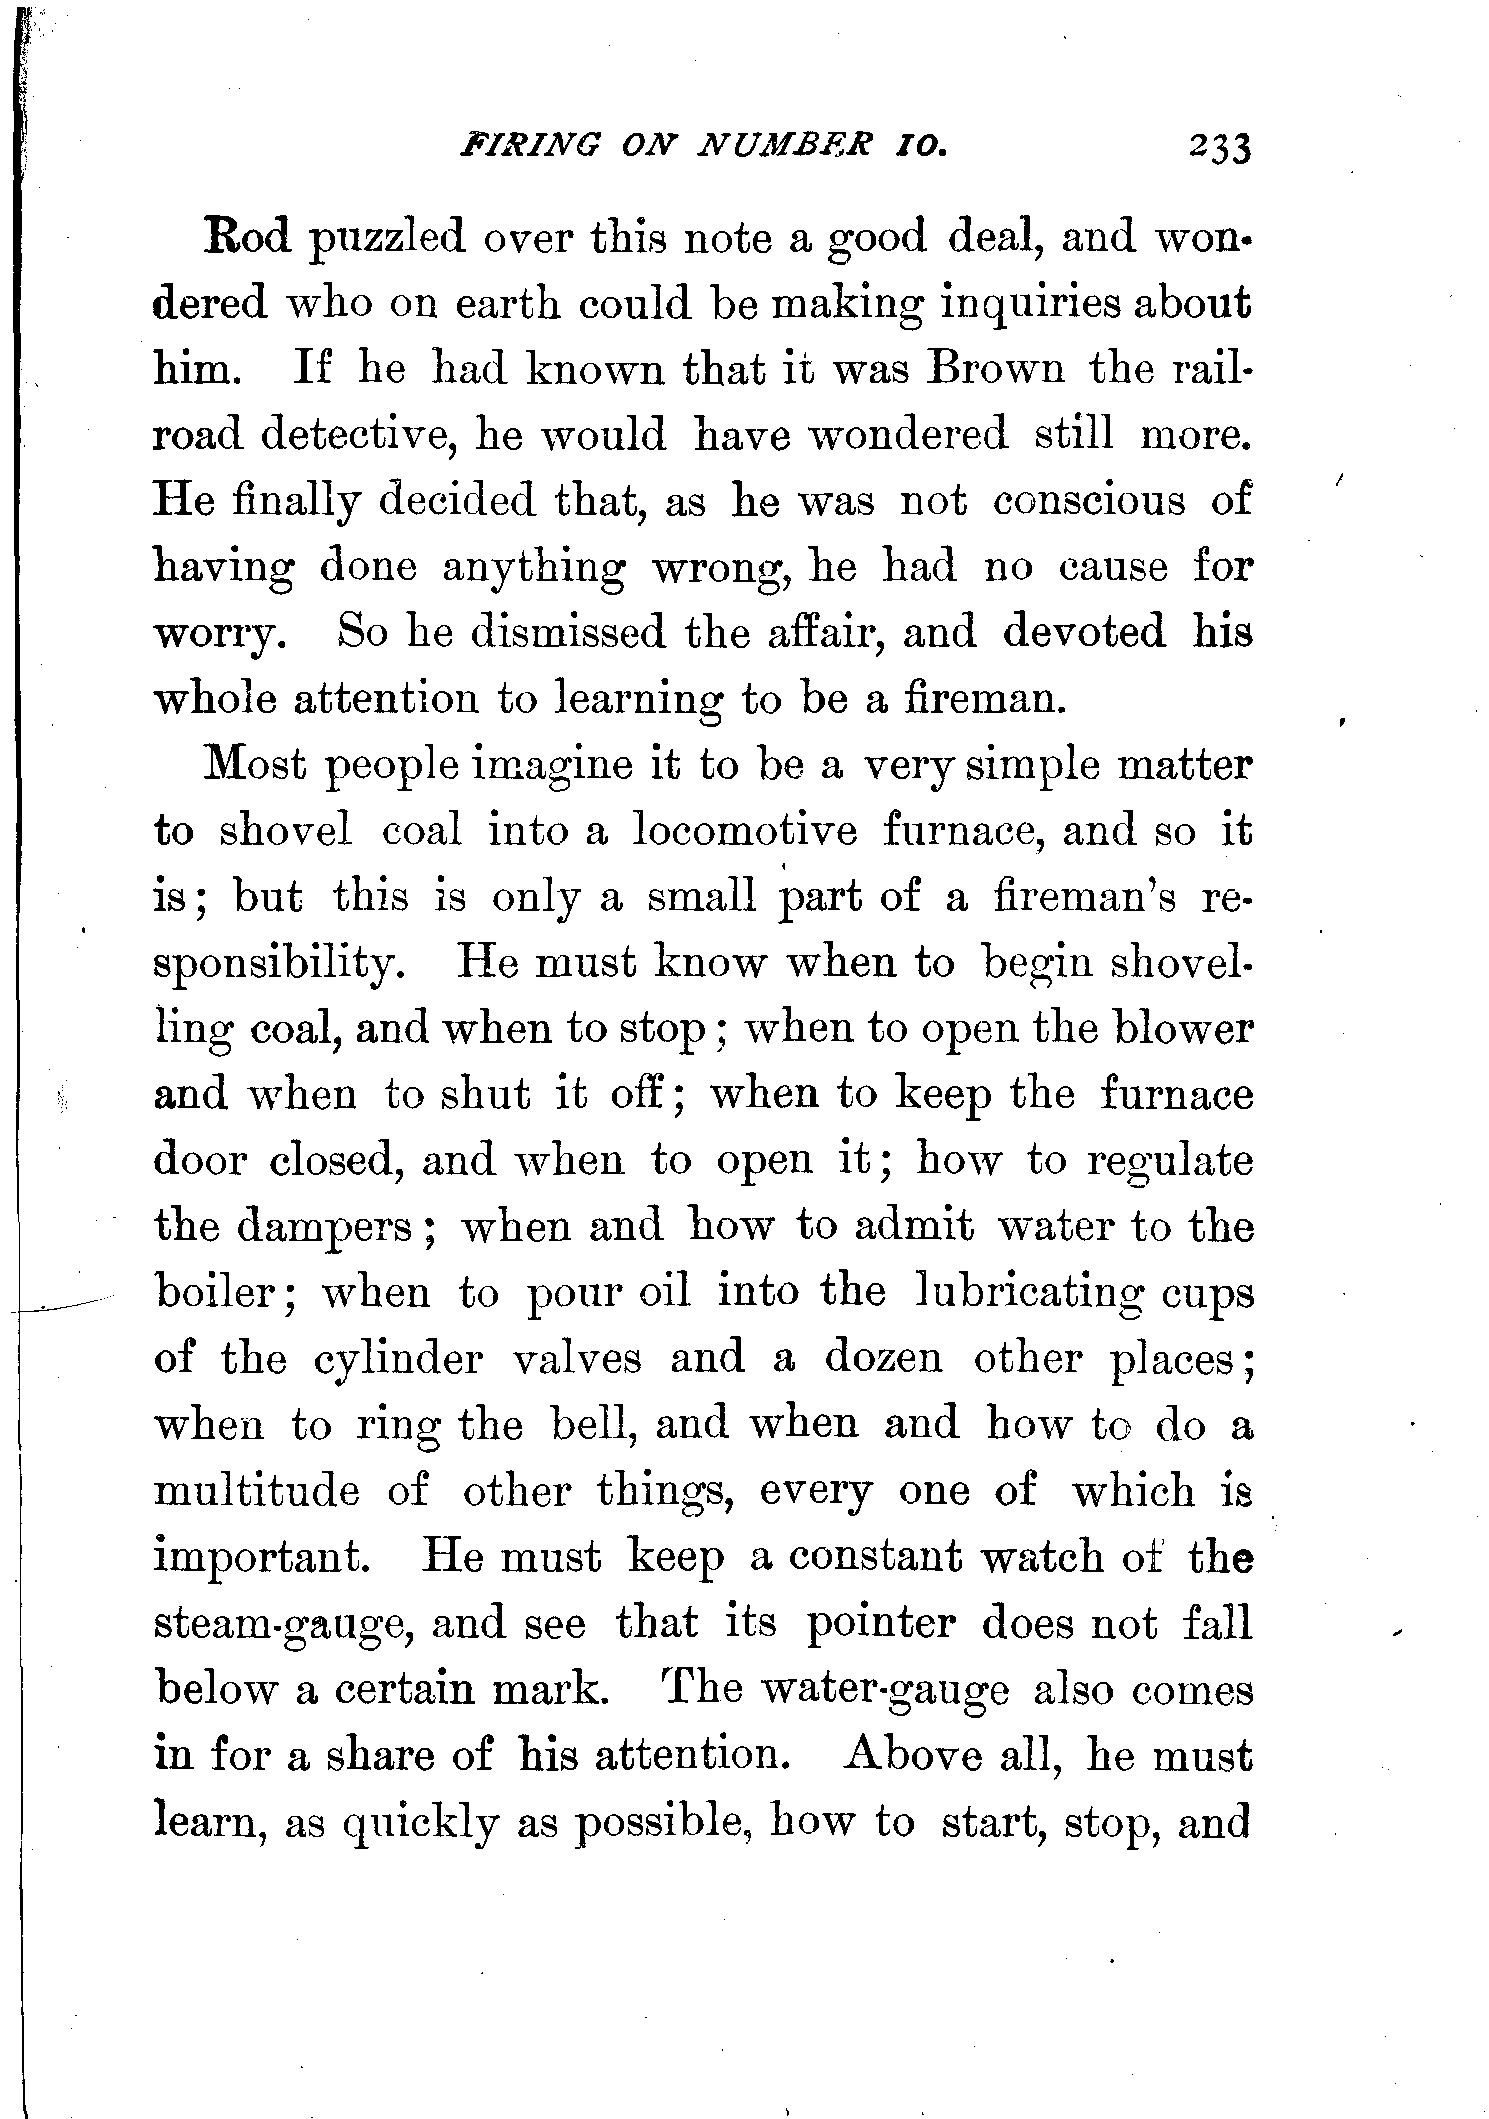 FIRING ON NUMBER 10. 233
Rod puzzled over this note a good deal, and won-
dered who on earth could be making inquiries about
him. If he had known that it was Brown the rail-
road detective, he would have wondered still more.
He finally decided that, as he was not conscious of
having done anything wrong, he had no cause for
worry. So he dismissed the affair, and devoted his
whole attention to learning to be a fireman.
Most people imagine it to be a very simple matter
to shovel coal into a locomotive furnace, and so it
is; but this is only a small part of a fireman's re-
sponsibility. He must know when to begin shovel-
ling coal, and when to stop; when to open the blower
and when to shut it off; when to keep the furnace
door closed, and when to open it; how to regulate
the dampers; when and how to admit water to the
boiler; when to pour oil into the lubricating cups
of the cylinder valves and a dozen other places;
when to ring the bell, and when and how to do a
multitude of other things, every one of which is
important. He must keep a constant watch of the
steam-gauge, and see that its pointer does not fall
below a certain mark. The water-gauge also comes
in for a share of his attention. Above all, he must
learn, as quickly as possible, how to start, stop, and